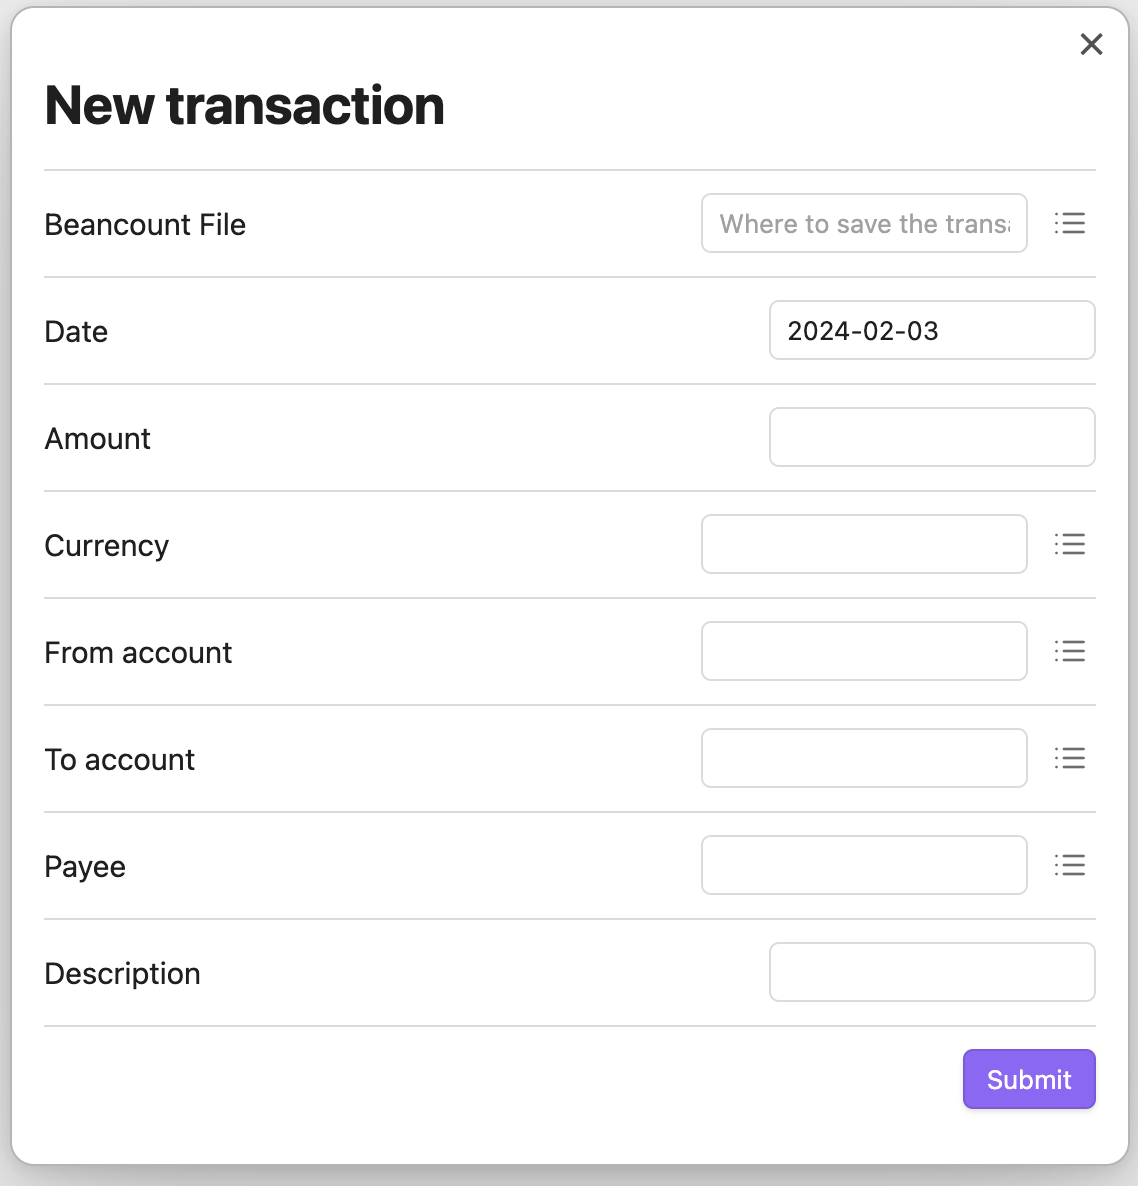 New transaction
Beancount File
Where to save the trans
Date
2024-02-03
Amount
Currency
From account
To account
Payee
Description
Submit